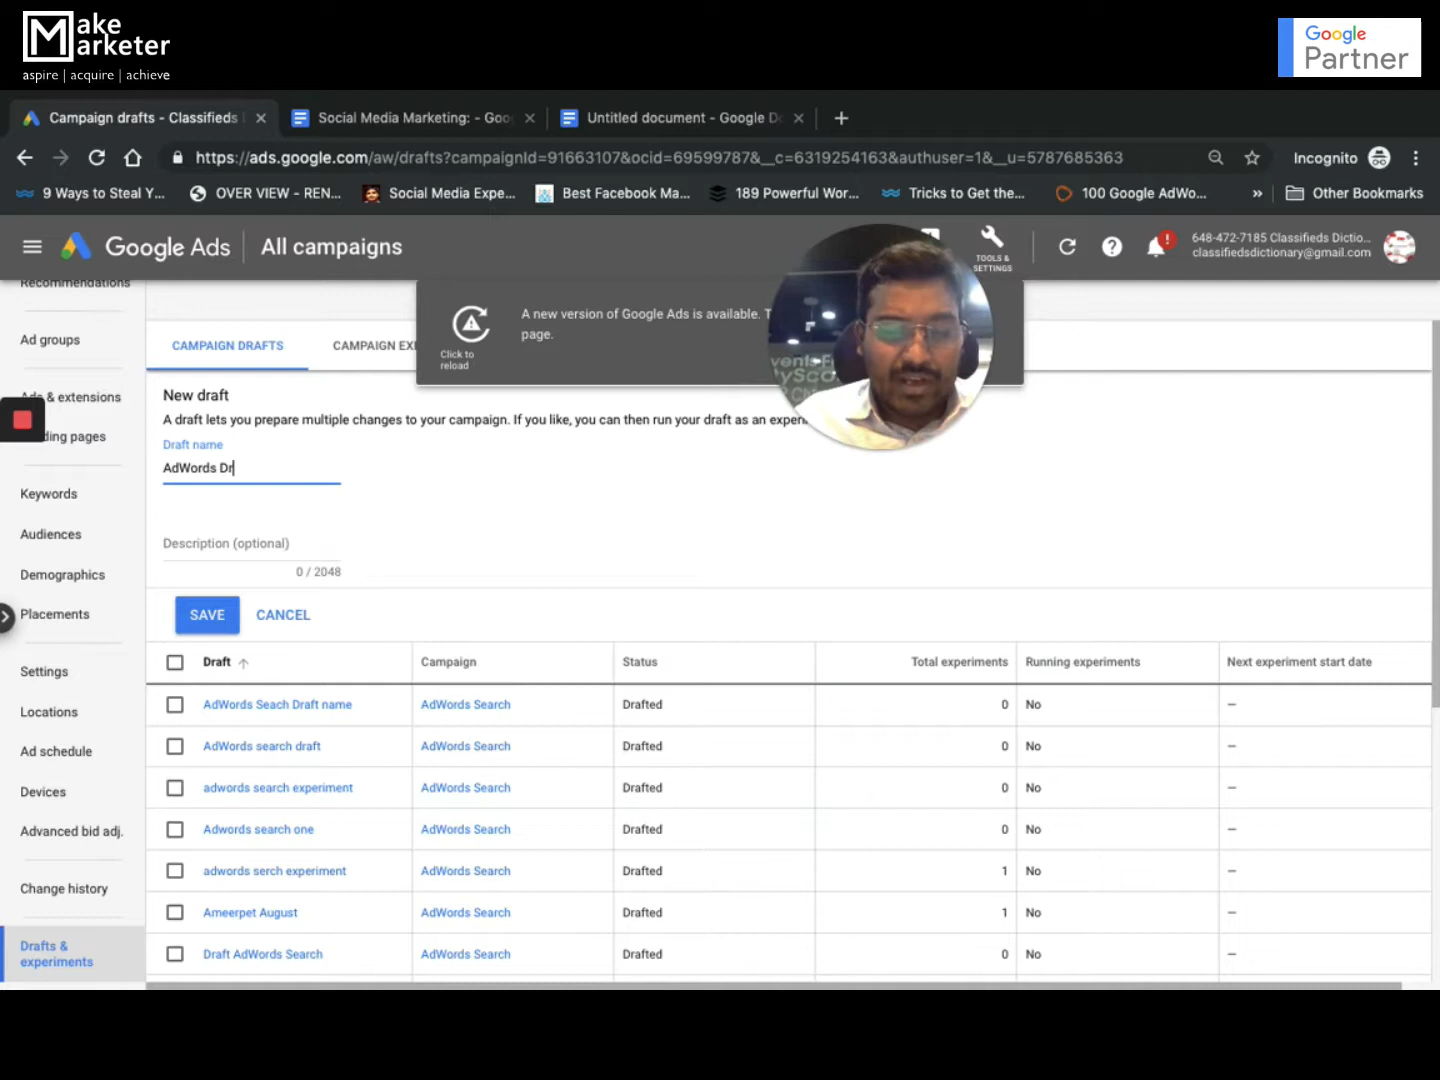 Make
Marketer
aspire | acquire | achieve
Google
Partner
Campaign drafts - Classifieds
Social Media Marketing: - Goo
Untitled document - Google Do
https://ads.google.com/aw/drafts?campaignId=91663107&ocid=69599787&__c=6319254163&authuser=1&__u=5787685363
Incognito
9 Ways to Steal Y...
OVER VIEW - REN...
Social Media Expe...
Best Facebook Ma...
189 Powerful Wor...
Tricks to Get the...
100 Google AdWo...
»
Other Bookmarks
Google Ads
All campaigns
TOOLS &
SETTINGS
648-472-7185 Classifieds Dictio...
classifiedsdictionary@gmail.com
Recommendations
Ad groups
Ads & extensions
ding pages
Keywords
Audiences
Demographics
Placements
Settings
Locations
Ad schedule
Devices
Advanced bid adj.
Change history
Drafts &
experiments
CAMPAIGN DRAFTS
CAMPAIGN EX
A new version of Google Ads is available.
page.
Click to
reload
New draft
A draft lets you prepare multiple changes to your campaign. If you like, you can then run your draft as an experi
Draft name
AdWords Dr
Description (optional)
0 / 2048
SAVE
CANCEL
Draft Campaign Status Total experiments Running experiments Next experiment start date
AdWords Seach Draft name AdWords Search Drafted 0 No –
AdWords search draft AdWords Search Drafted 0 No –
adwords search experiment AdWords Search Drafted 0 No –
Adwords search one AdWords Search Drafted 0 No –
adwords serch experiment AdWords Search Drafted 1 No –
Ameerpet August AdWords Search Drafted 1 No –
Draft AdWords Search AdWords Search Drafted 0 No –